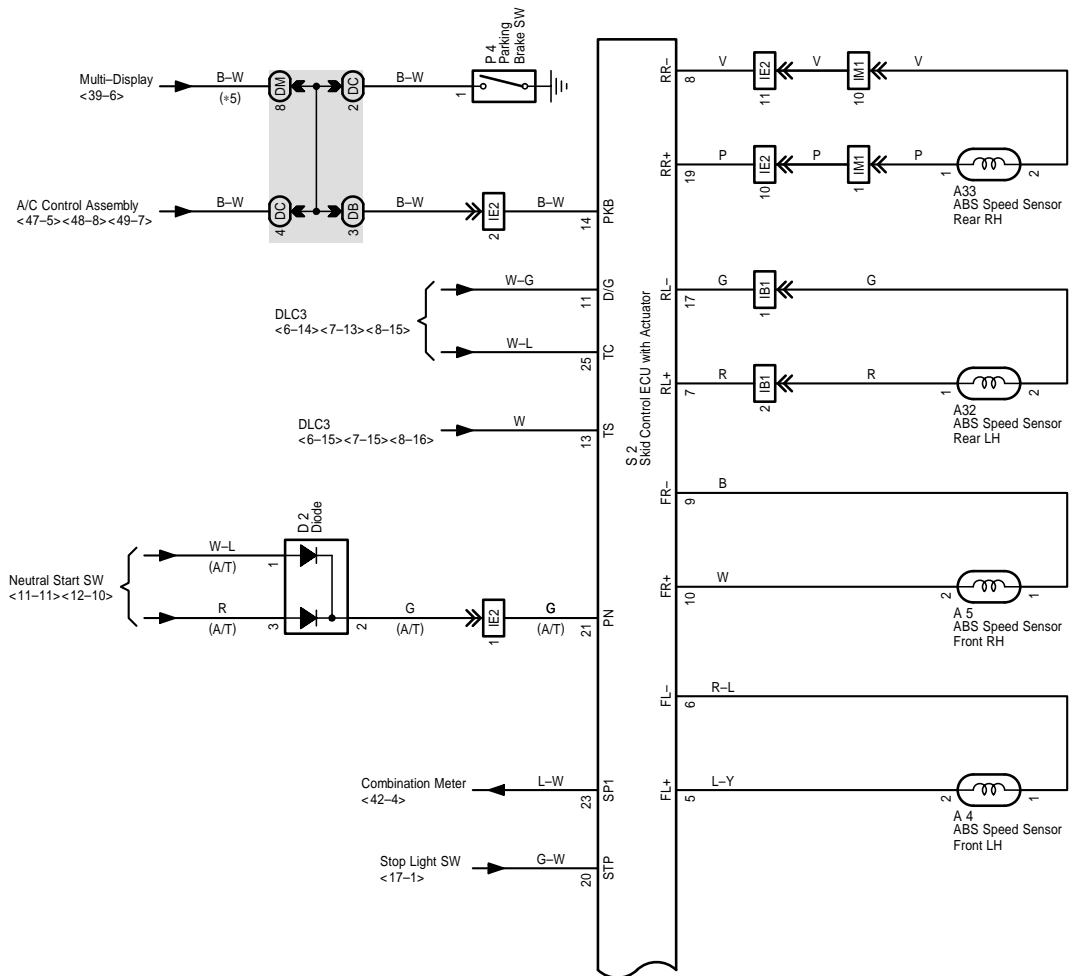 P 4
Parking
Brake SW
Multi–Display
<39–6>
B–W
(∗5)
8
DM
2
DC
B–W
1
A/C Control Assembly
<47–5><48–8><49–7>
B–W
4
DC
3
DB
B–W
2
IE2
B–W
14
PKB
DLC3
<6–14><7–13><8–15>
W–G
11
D/G
W–L
25
TC
DLC3
<6–15><7–15><8–16>
W
13
TS
D 2
Diode
Neutral Start SW
<11–11><12–10>
W–L
(A/T)
1
R
(A/T)
3
2
G
(A/T)
1
IE2
G
(A/T)
21
PN
Combination Meter
<42–4>
L–W
23
SP1
Stop Light SW
<17–1>
G–W
20
STP
S 2
Skid Control ECU with Actuator
RR–
8
V
11
IE2
V
10
IM1
V
RR+
19
P
10
IE2
P
1
IM1
P
1
2
A33
ABS Speed Sensor
Rear RH
RL–
17
G
1
IB1
G
RL+
7
R
2
IB1
R
1
2
A32
ABS Speed Sensor
Rear LH
FR–
9
B
FR+
10
W
2
1
A 5
ABS Speed Sensor
Front RH
FL–
6
R–L
FL+
5
L–Y
2
1
A 4
ABS Speed Sensor
Front LH